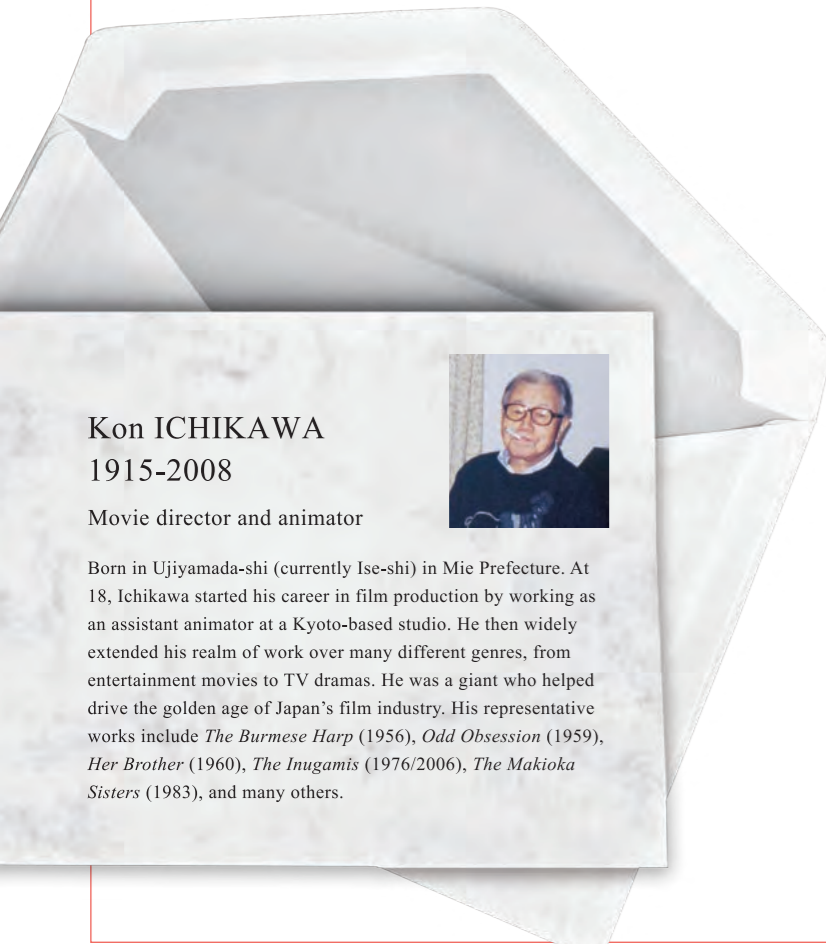 Kon ICHIKAWA
1915-2008
Movie director and animator
Born in Ujiyamada-shi (currently Ise-shi) in Mie Prefecture. At
18, Ichikawa started his career in film production by working as
an assistant animator at a Kyoto-based studio. He then widely
extended his realm of work over many different genres, from
entertainment movies to TV dramas. He was a giant who helped
drive the golden age of Japan’s film industry. His representative
works include The Burmese Harp (1956), Odd Obsession (1959),
Her Brother (1960), The Inugamis (1976/2006), The Makioka
Sisters (1983), and many others.